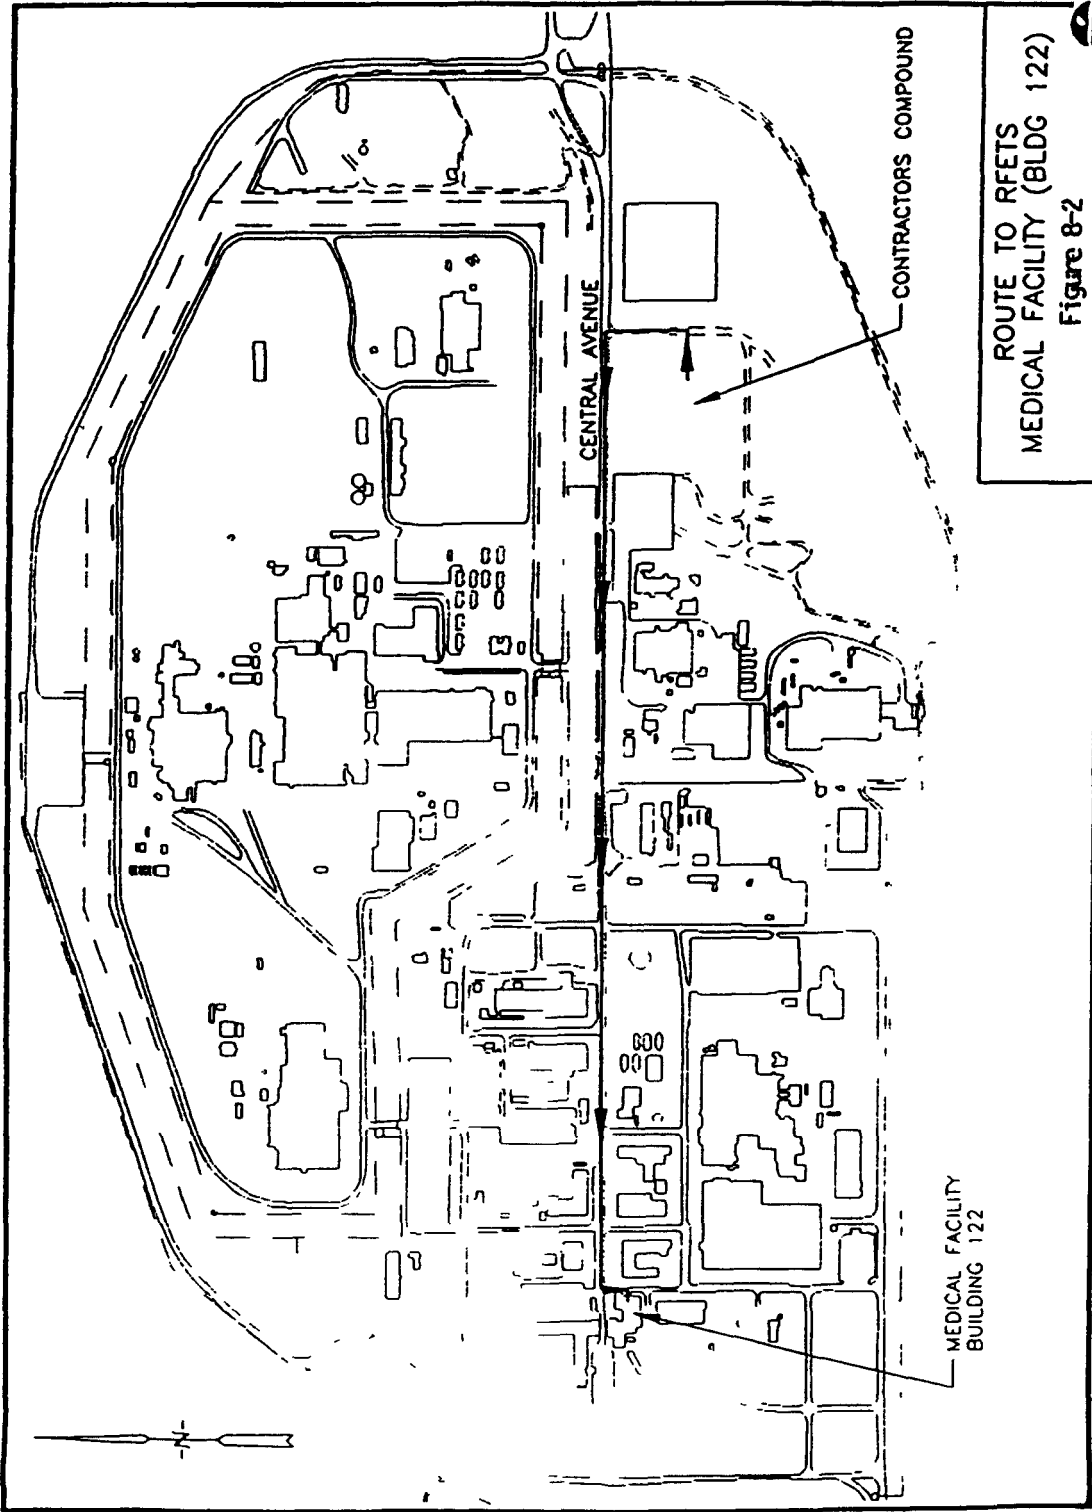 CENTRAL AVENUE
CONTRACTORS COMPOUND
MEDICAL FACILITY
BUILDING 122
N
ROUTE TO RFETS
MEDICAL FACILITY (BLDG 122)
Figure 8-2